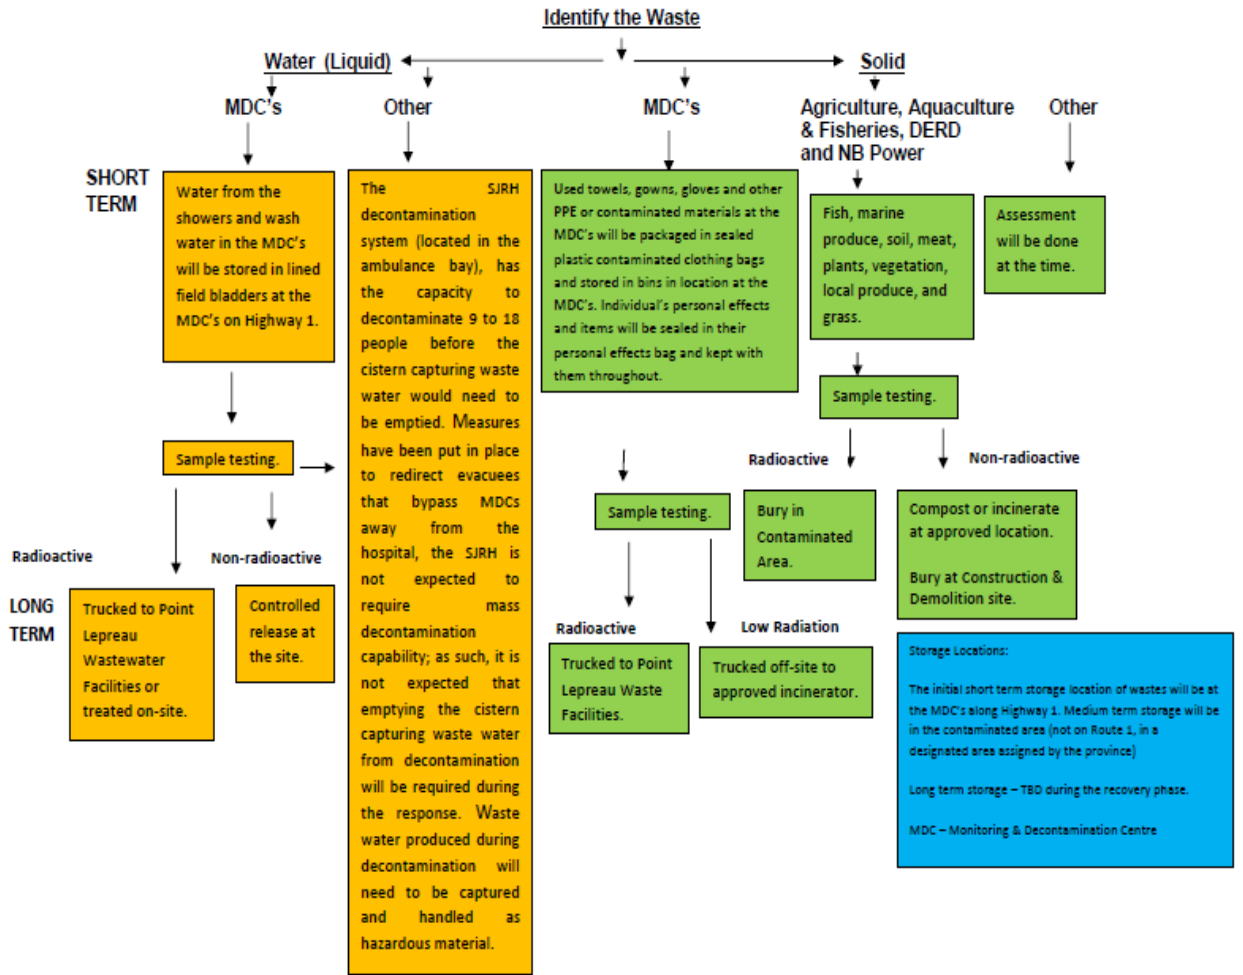 Identify the Waste
Water (Liquid)
Solid
MDC's
Other
MDC's
Agriculture, Aquaculture
& Fisheries, DERD
and NB Power
Other
SHORT
TERM
Water from the
showers and wash
water in the MDC's
will be stored in lined
field bladders at the
MDC's on Highway 1.
The SJRH
decontamination
system (located in the
ambulance bay), has
the capacity to
decontaminate 9 to 18
people before the
cistern capturing waste
water would need to
be emptied. Measures
have been put in place
to redirect evacuees
that bypass MDCs
away from the
hospital, the SJRH is
not expected to
require mass
decontamination
capability; as such, it is
not expected that
emptying the cistern
capturing waste water
from decontamination
will be required during
the response. Waste
water produced during
decontamination will
need to be captured
and handled as
hazardous material.
Used towels, gowns, gloves and other
PPE or contaminated materials at the
MDC's will be packaged in sealed
plastic contaminated clothing bags
and stored in bins in location at the
MDC's. Individual's personal effects
and items will be sealed in their
personal effects bag and kept with
them throughout.
Fish, marine
produce, soil, meat,
plants, vegetation,
local produce, and
grass.
Assessment
will be done
at the time.
Sample testing.
Sample testing.
Sample testing.
Radioactive
Non-radioactive
Radioactive
Non-radioactive
LONG
TERM
Trucked to Point
Lepreau
Wastewater
Facilities or
treated on-site.
Controlled
release at
the site.
Radioactive
Low Radiation
Trucked to Point
Lepreau Waste
Facilities.
Trucked off-site to
approved incinerator.
Bury in
Contaminated
Area.
Compost or incinerate
at approved location.
Bury at Construction &
Demolition site.
Storage Locations:
The initial short term storage location of wastes will be at
the MDC's along Highway 1. Medium term storage will be
in the contaminated area (not on Route 1, in a
designated area assigned by the province)
Long term storage – TBD during the recovery phase.
MDC – Monitoring & Decontamination Centre